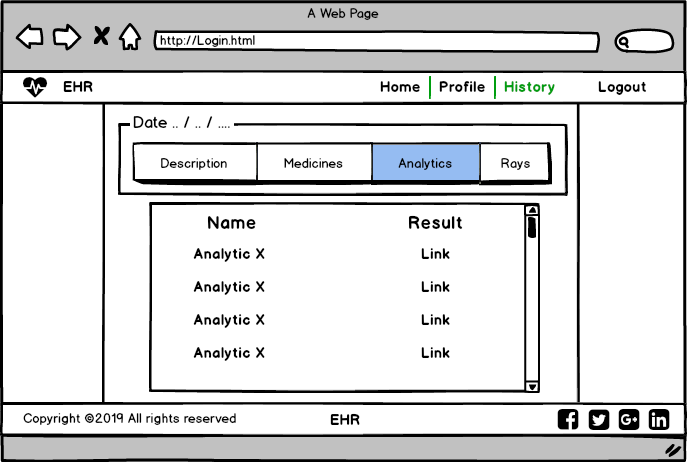 A Web Page
http://Login.html
EHR Home Profile History Logout
Date .. / .. / ....
Description Medicines Analytics Rays
Name Result
Analytic X Link
Analytic X Link
Analytic X Link
Analytic X Link
Copyright ©2019 All rights reserved EHR